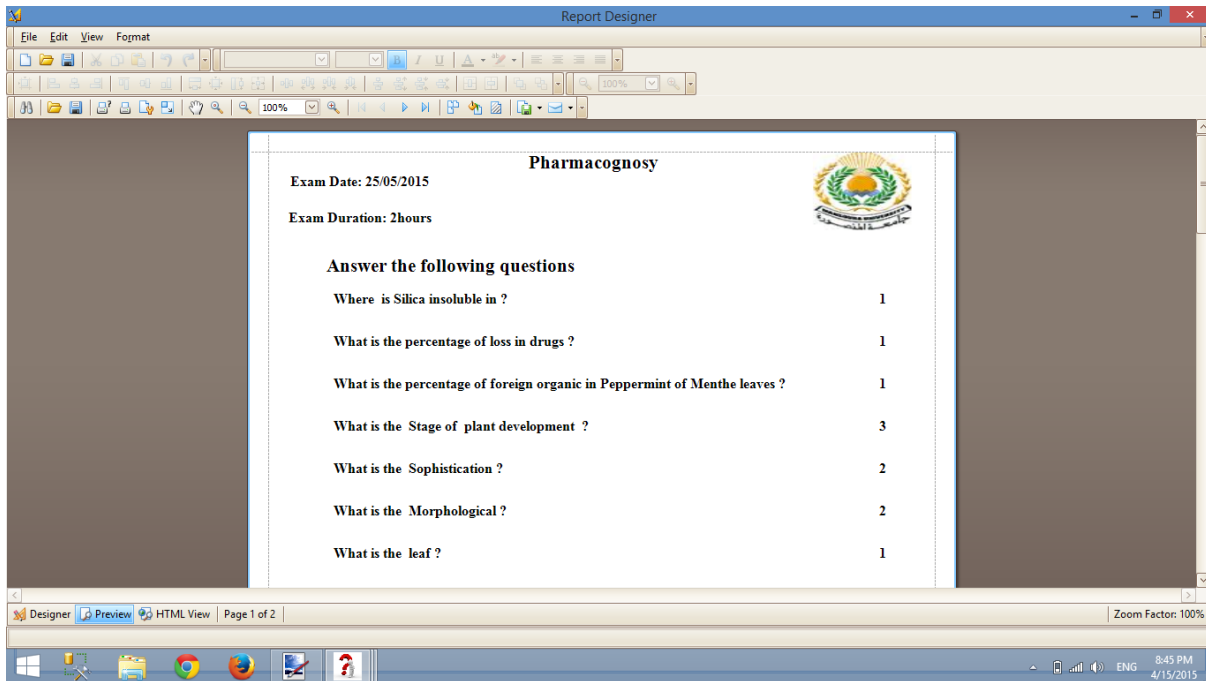 Report Designer
File Edit View Format
B I U A
100%
100%
Pharmacognosy
Exam Date: 25/05/2015
Exam Duration: 2hours
MANSOURA UNIVERSITY
جامعة المنصورة
Answer the following questions
Where is Silica insoluble in ? 1
What is the percentage of loss in drugs ? 1
What is the percentage of foreign organic in Peppermint of Menthe leaves ? 1
What is the Stage of plant development ? 3
What is the Sophistication ? 2
What is the Morphological ? 2
What is the leaf ? 1
Designer Preview HTML View Page 1 of 2 Zoom Factor: 100%
ENG 8:45 PM
4/15/2015